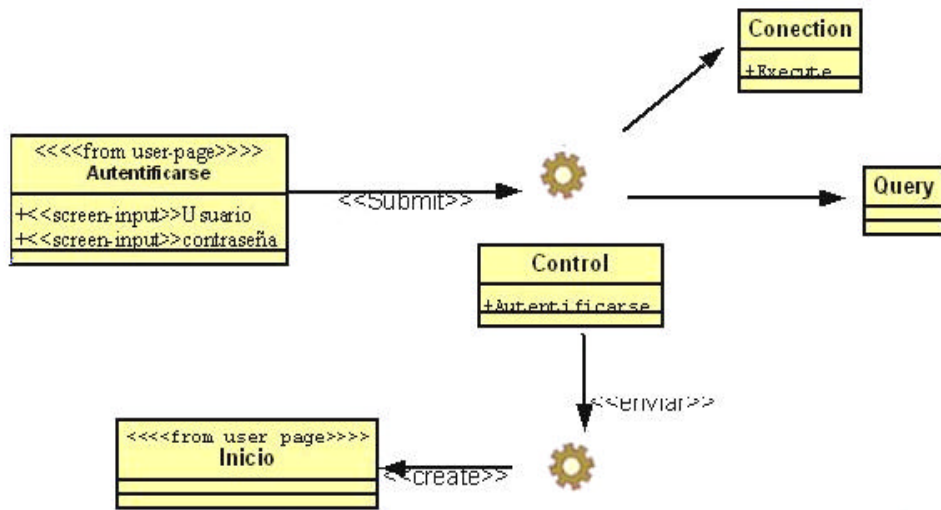 Conection
+Execute
<<<<from user-page>>>>
Autentificarse
+<<screen-input>>Usuario
+<<screen-input>>contraseña
<<Submit>>
Query
Control
+Autentificarse
<<enviar>>
<<<<from user page>>>>
Inicio
<<create>>